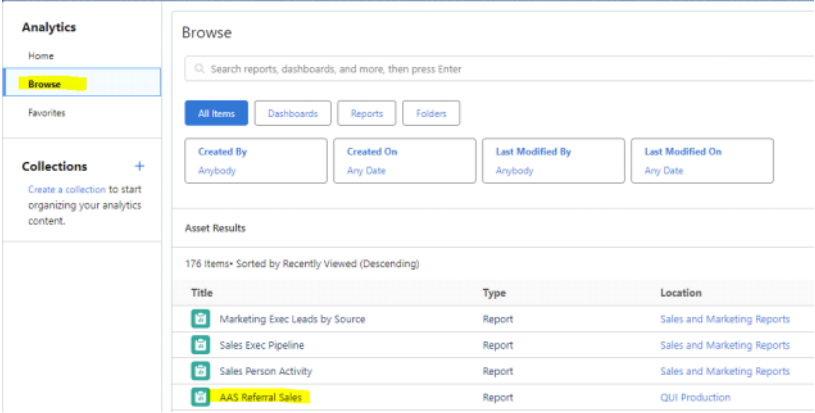 Analytics
Home
Browse
Favorites
Collections +
Create a collection to start
organizing your analytics
content.
Browse
Search reports, dashboards, and more, then press Enter
All Items Dashboards Reports Folders
Created By Created On Last Modified By Last Modified On
Anybody Any Date Anybody Any Date
Asset Results
176 Items• Sorted by Recently Viewed (Descending)
Title Type Location
Marketing Exec Leads by Source Report Sales and Marketing Reports
Sales Exec Pipeline Report Sales and Marketing Reports
Sales Person Activity Report Sales and Marketing Reports
AAS Referral Sales Report QUI Production